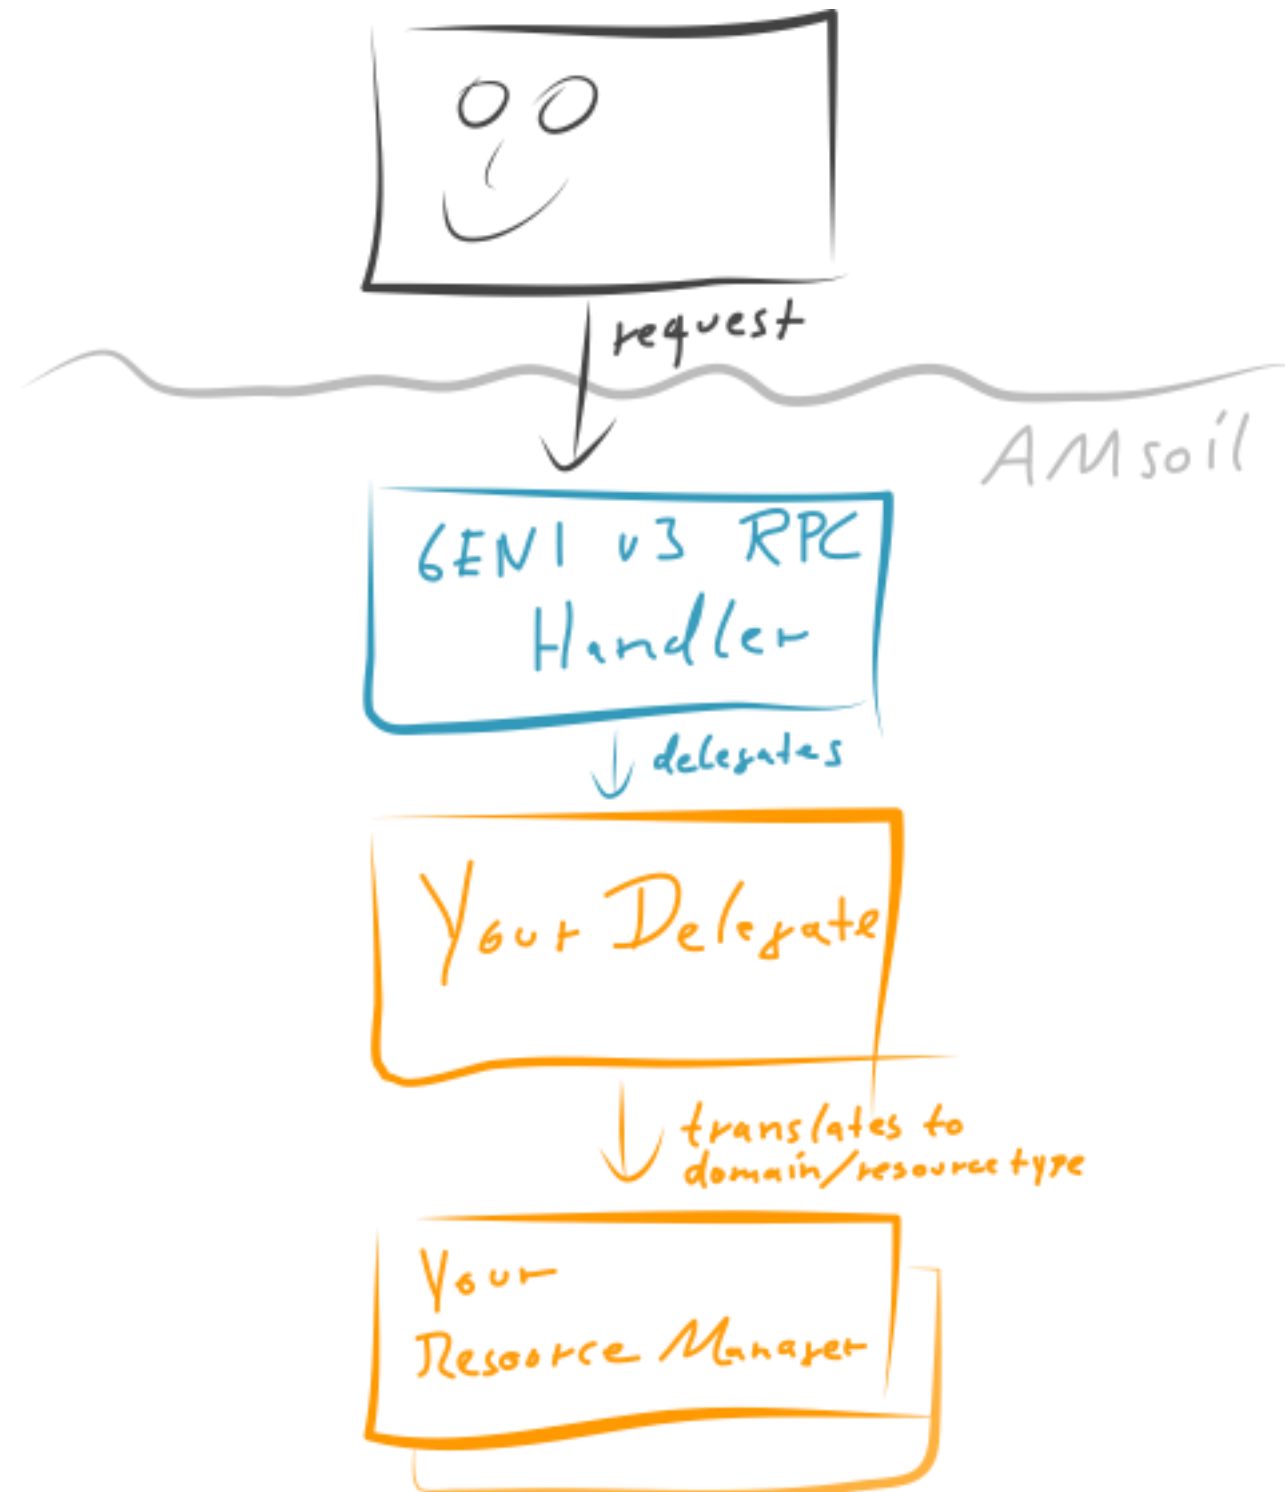 request
AMsoil
GENI v3 RPC
Handler
delegates
Your Delegate
translates to
domain/resource type
Your
Resource Manager